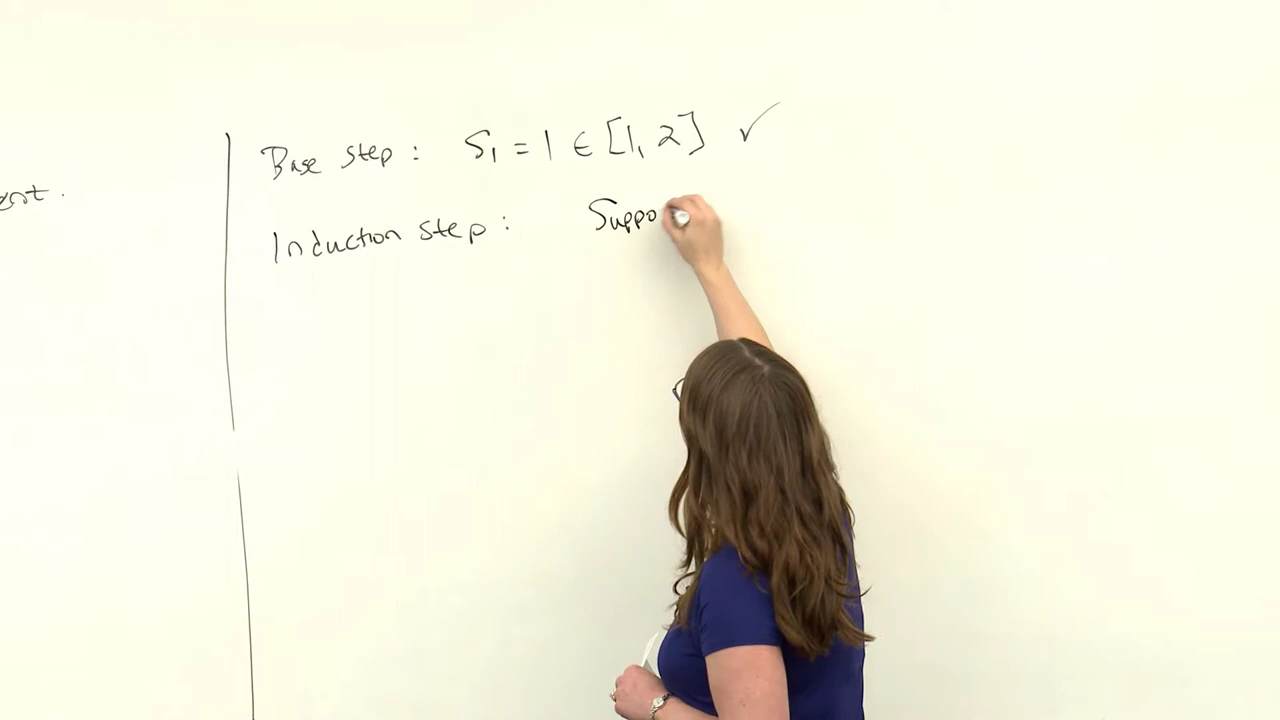 Base step : S₁ = 1 ∈ [1, 2] ✓
Induction step : Suppo